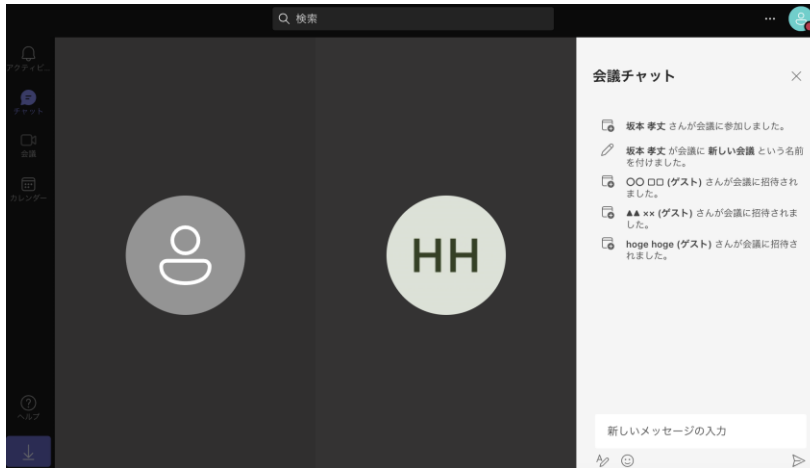 検索
アクティビ...
チャット
会議
カレンダー
ヘルプ
HH
会議チャット
坂本 孝丈 さんが会議に参加しました。
坂本 孝丈 が会議に 新しい会議 という名前
を付けました。
〇〇 □□ (ゲスト) さんが会議に招待され
ました。
▲▲ ×× (ゲスト) さんが会議に招待されま
した。
hoge hoge (ゲスト) さんが会議に招待さ
れました。
新しいメッセージの入力